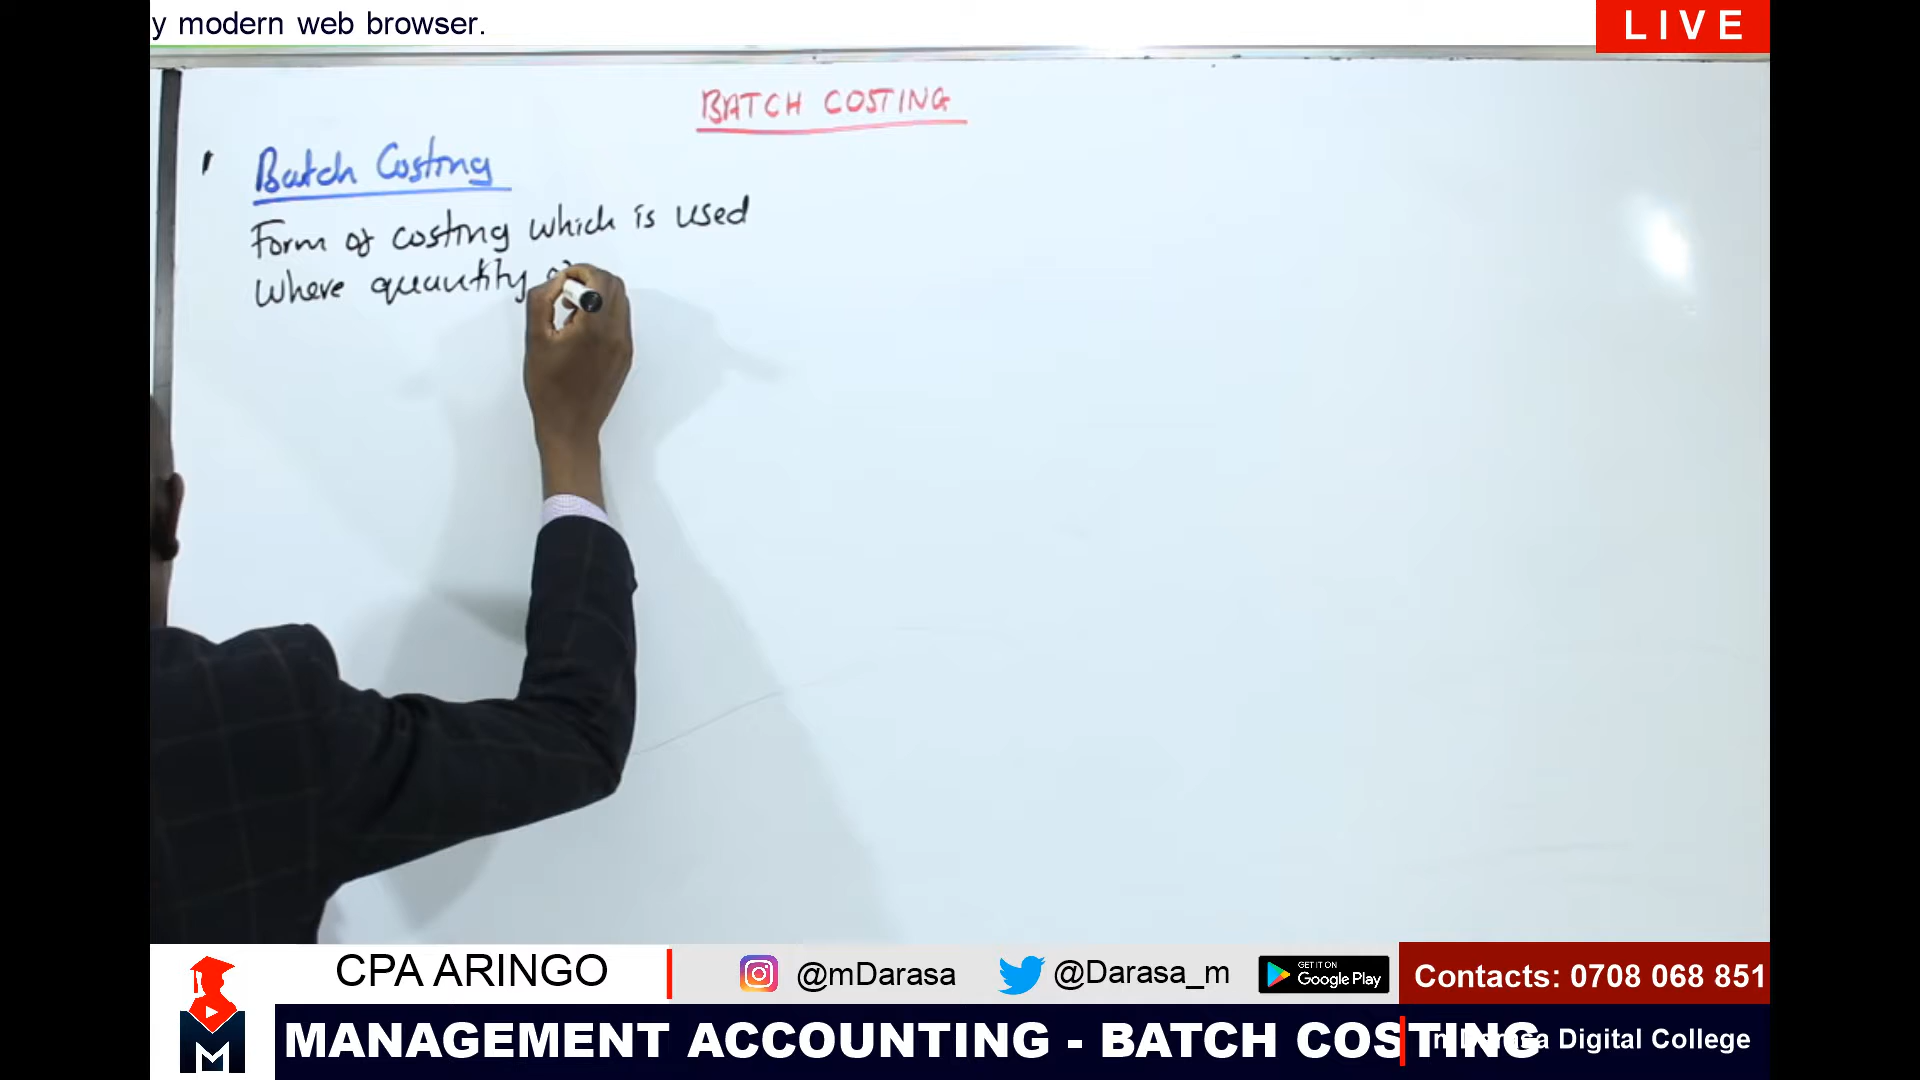 y modern web browser.
LIVE
BATCH COSTING
Batch Costing
Form of costing which is used
where quantity
CPA ARINGO
@mDarasa
@Darasa_m
GET IT ON
Google Play
Contacts: 0708 068 851
MANAGEMENT ACCOUNTING - BATCH COSTING
Darasa Digital College
M